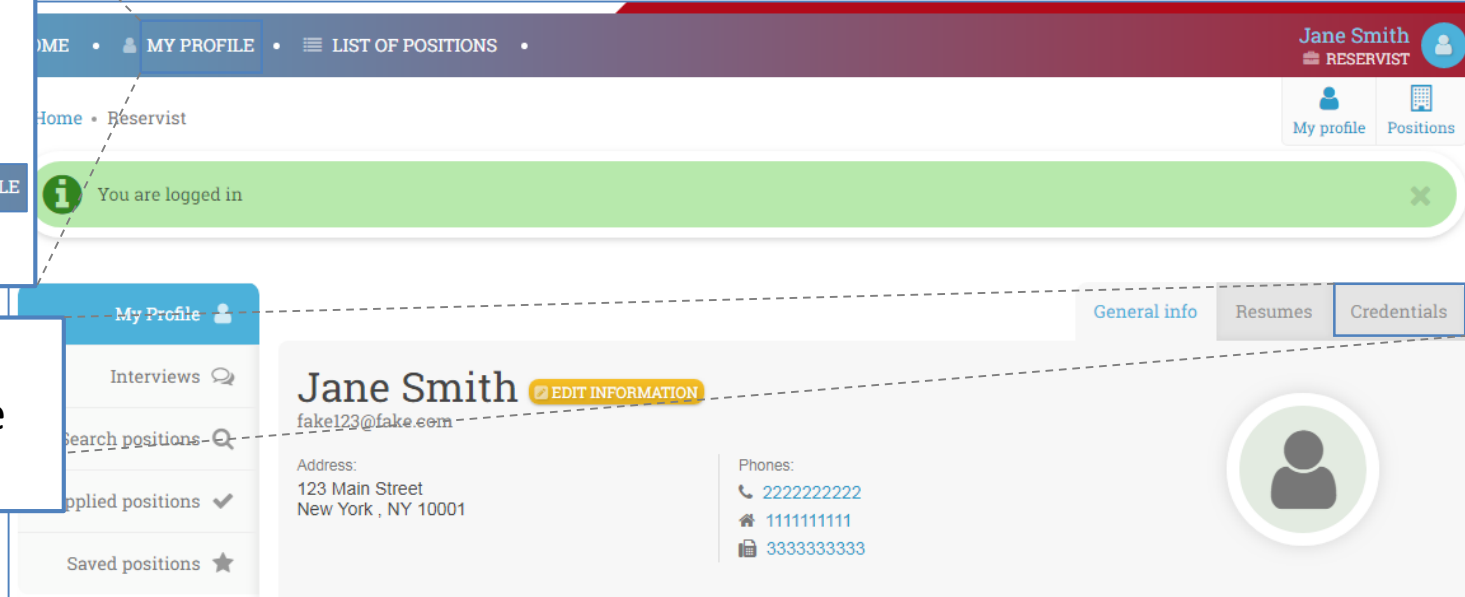 OME • MY PROFILE • LIST OF POSITIONS •
Jane Smith
RESERVIST
Home • Reservist
My profile Positions
LE
You are logged in
My Profile
General info Resumes Credentials
Interviews
e
Search positions
pplied positions
Saved positions
Jane Smith EDIT INFORMATION
fake123@fake.com
Address:
123 Main Street
New York , NY 10001
Phones:
2222222222
1111111111
3333333333